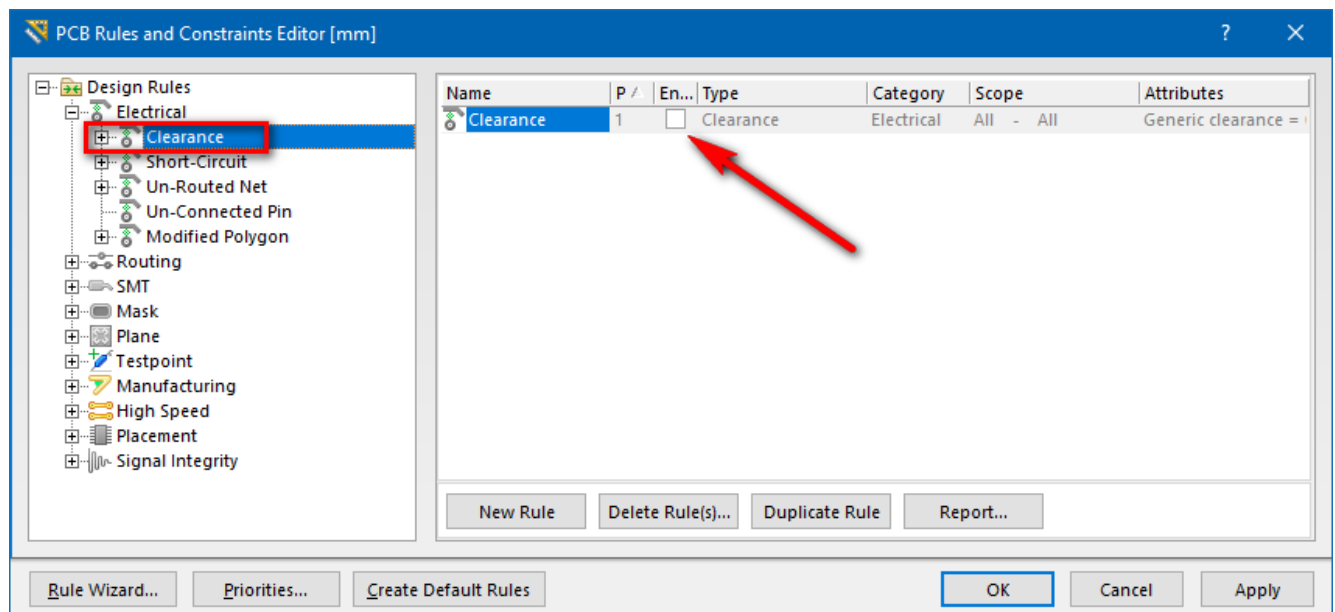 PCB Rules and Constraints Editor [mm]
Design Rules
Electrical
Clearance
Short-Circuit
Un-Routed Net
Un-Connected Pin
Modified Polygon
Routing
SMT
Mask
Plane
Testpoint
Manufacturing
High Speed
Placement
Signal Integrity
Name P En... Type Category Scope Attributes
Clearance 1 Clearance Electrical All - All Generic clearance =
New Rule Delete Rule(s)... Duplicate Rule Report...
Rule Wizard... Priorities... Create Default Rules OK Cancel Apply